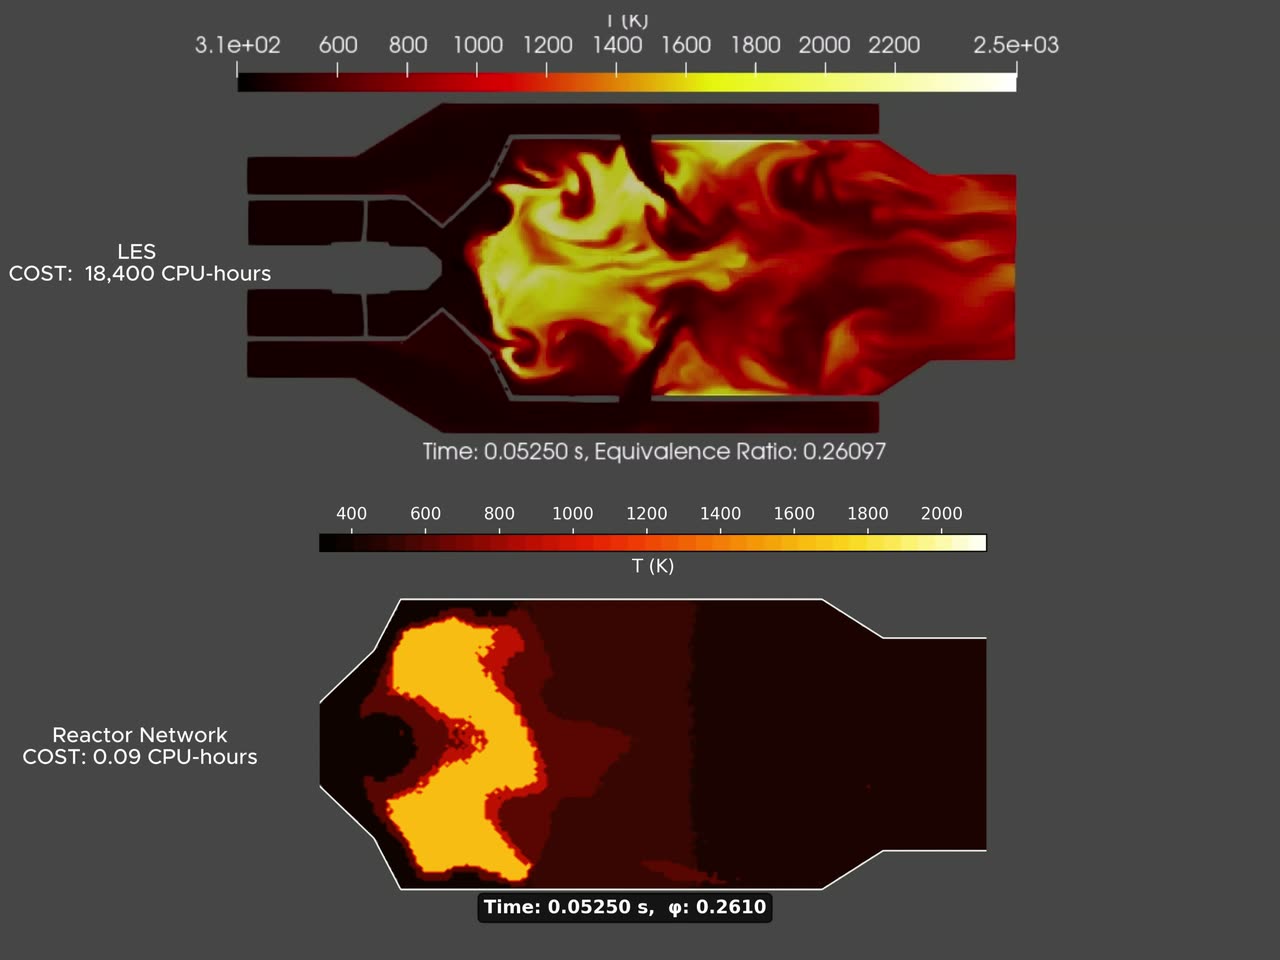 T (K)
3.1e+02 600 800 1000 1200 1400 1600 1800 2000 2200 2.5e+03
LES
COST: 18,400 CPU-hours
Time: 0.05250 s, Equivalence Ratio: 0.26097
400 600 800 1000 1200 1400 1600 1800 2000
T (K)
Reactor Network
COST: 0.09 CPU-hours
Time: 0.05250 s, φ: 0.2610